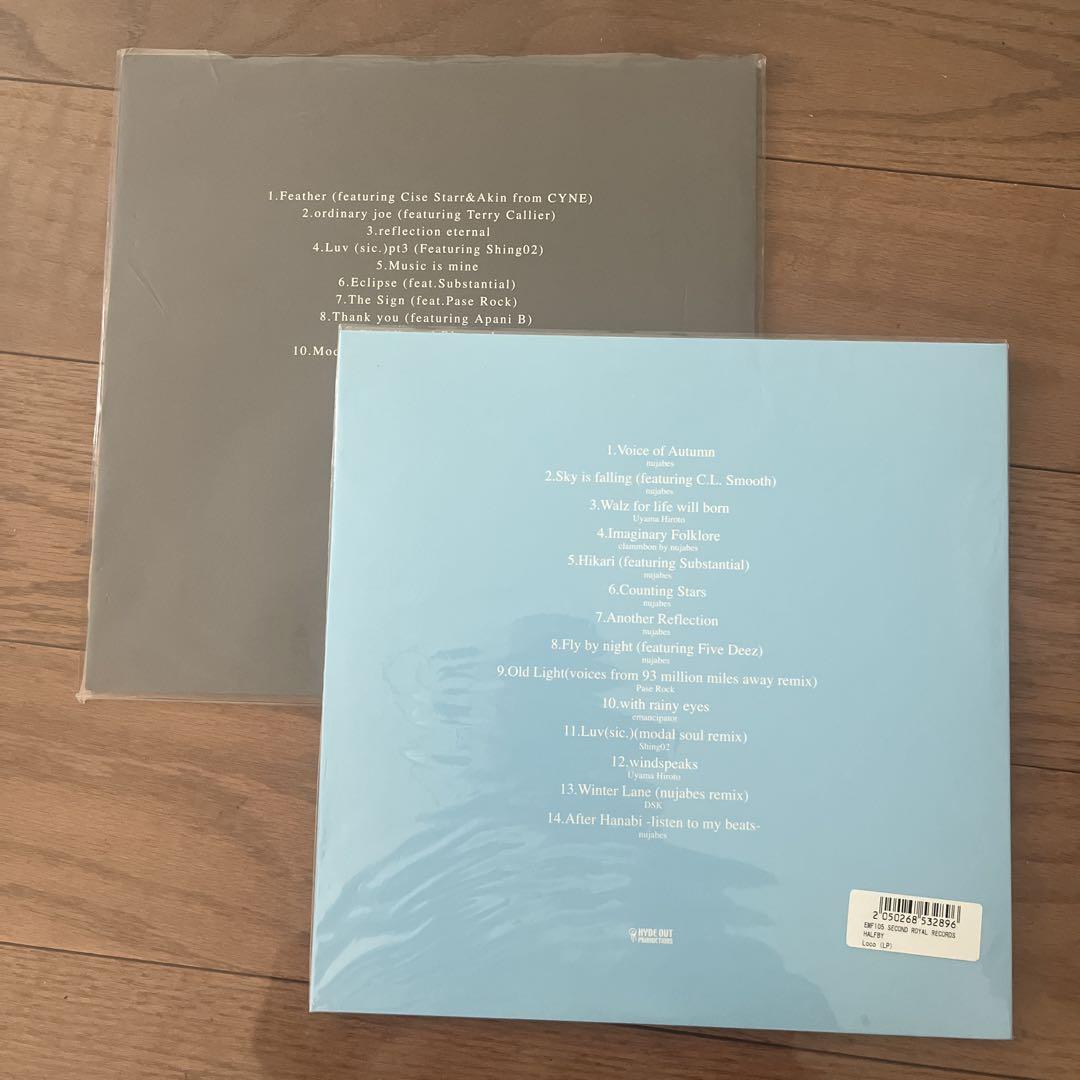 1.Feather (featuring Cise Starr&Akin from CYNE)
2.ordinary joe (featuring Terry Callier)
3.reflection eternal
4.Luv (sic.)pt3 (Featuring Shing02)
5.Music is mine
6.Eclipse (feat.Substantial)
7.The Sign (feat.Pase Rock)
8.Thank you (featuring Apani B)
10.Mod
1.Voice of Autumn
nujabes
2.Sky is falling (featuring C.L. Smooth)
nujabes
3.Walz for life will born
Uyama Hiroto
4.Imaginary Folklore
clammbon by nujabes
5.Hikari (featuring Substantial)
nujabes
6.Counting Stars
nujabes
7.Another Reflection
nujabes
8.Fly by night (featuring Five Deez)
nujabes
9.Old Light(voices from 93 million miles away remix)
Pase Rock
10.with rainy eyes
emancipator
11.Luv(sic.)(modal soul remix)
Shing02
12.windspeaks
Uyama Hiroto
13.Winter Lane (nujabes remix)
DSK
14.After Hanabi -listen to my beats-
nujabes
HYDE OUT
PRODUCTIONS
2 050268 532896
EMF105 SECOND ROYAL RECORDS
HALFBY
Loco (LP)